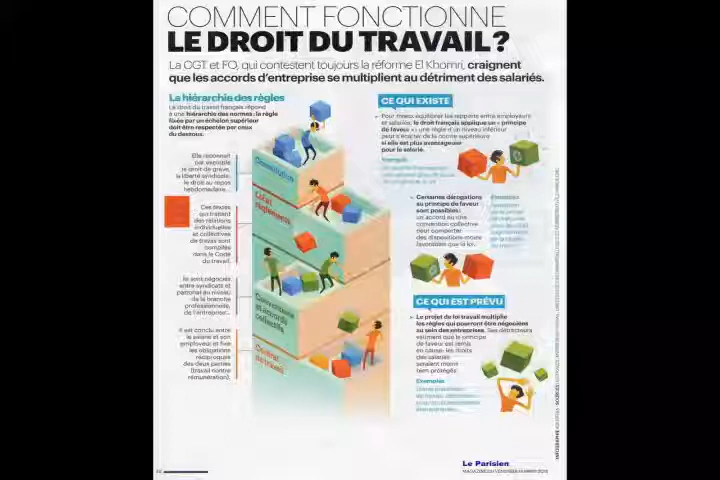 COMMENT FONCTIONNE
LE DROIT DU TRAVAIL ?
La CGT et FO, qui contestent toujours la réforme El Khomri, craignent
que les accords d'entreprise se multiplient au détriment des salariés.
La hiérarchie des règles
Le droit du travail français répond
à une hiérarchie des normes : la règle
fixée par un échelon supérieur
doit être respectée par ceux
du dessous.
Elle reconnaît
par exemple
le droit de grève,
la liberté syndicale,
le droit au repos
hebdomadaire...
Constitution
Ces textes
qui traitent
des relations
individuelles
et collectives
de travail sont
compilés
dans le Code
du travail.
Lois et
règlements
Ils sont négociés
entre syndicats et
patronat au niveau
de la branche
professionnelle,
de l'entreprise...
Conventions
et accords
collectifs
Il est conclu entre
le salarié et son
employeur et fixe
les obligations
réciproques
des deux parties
(travail contre
rémunération).
Contrat
de travail
CE QUI EXISTE
Pour mieux équilibrer les rapports entre employeurs
et salariés, le droit français applique un « principe
de faveur » : une règle d'un niveau inférieur
peut s'écarter de la norme supérieure
si elle est plus avantageuse
pour le salarié.
Exemple
Certaines dérogations
au principe de faveur
sont possibles :
un accord ou une
convention collective
peut comporter
des dispositions moins
favorables que la loi.
CE QUI EST PRÉVU
Le projet de loi travail multiplie
les règles qui pourront être négociées
au sein des entreprises. Ses détracteurs
estiment que le principe
de faveur est remis
en cause : les droits
des salariés
seraient moins
bien protégés.
Exemples
Le Parisien
MAGAZINE DU VENDREDI